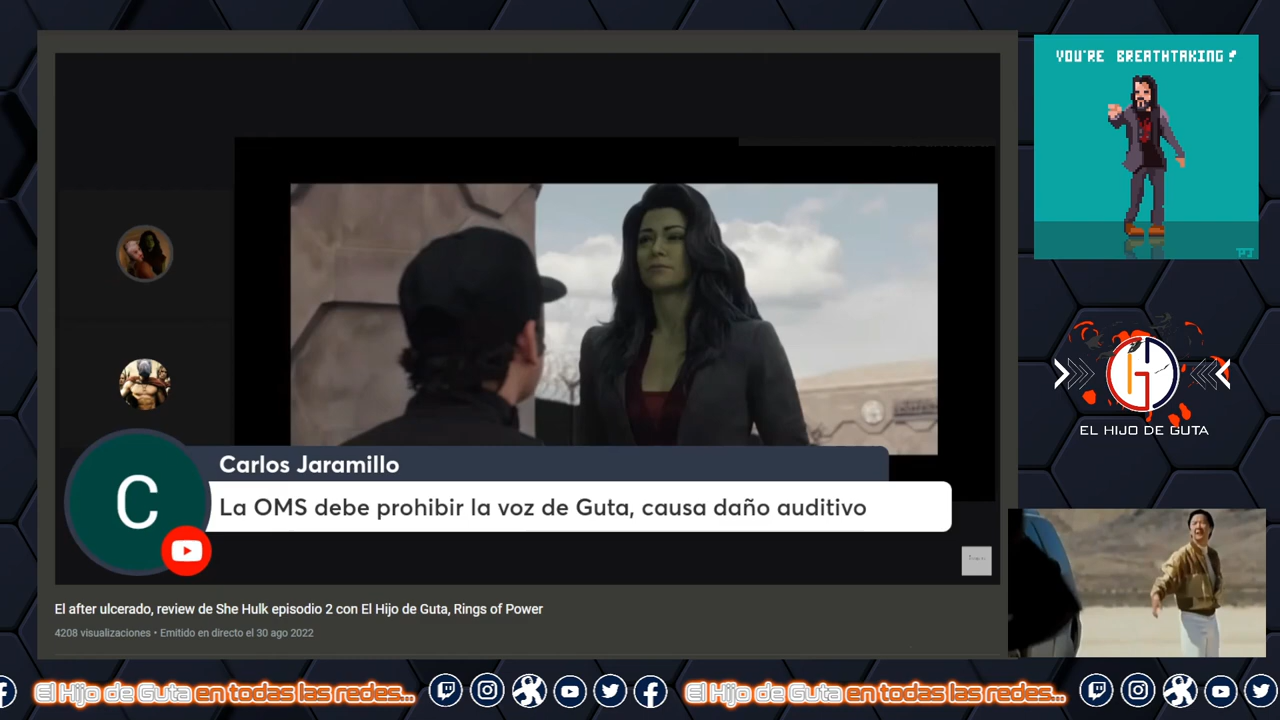 YOU'RE BREATHTAKING!
PJ
Carlos Jaramillo
C
La OMS debe prohibir la voz de Guta, causa daño auditivo
EL HIJO DE GUTA
El after ulcerado, review de She Hulk episodio 2 con El Hijo de Guta, Rings of Power
4208 visualizaciones • Emitido en directo el 30 ago 2022
El Hijo de Guta en todas las redes... El Hijo de Guta en todas las redes...